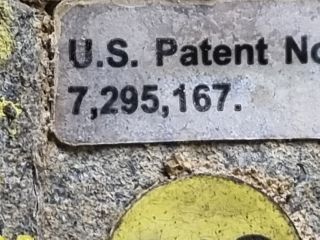 U.S. Patent No
7,295,167.